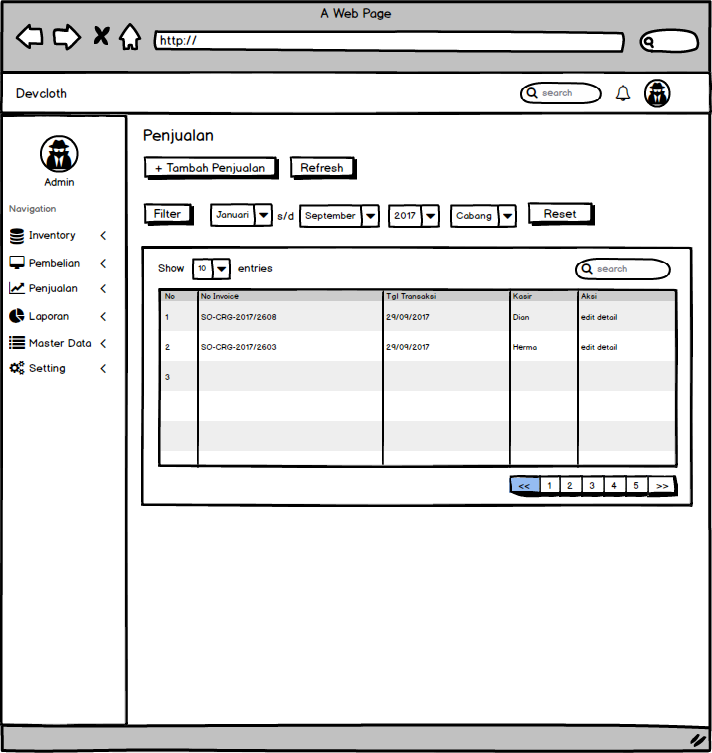 A Web Page
http://
Devcloth
search
Admin
Navigation
Inventory
Pembelian
Penjualan
Laporan
Master Data
Setting
Penjualan
+ Tambah Penjualan Refresh
Filter Januari s/d September 2017 Cabang Reset
Show 10 entries search
No No Invoice Tgl Transaksi Kasir Aksi
1 SO-CRG-2017/2608 29/09/2017 Dian edit detail
2 SO-CRG-2017/2603 29/09/2017 Herma edit detail
3
<< 1 2 3 4 5 >>